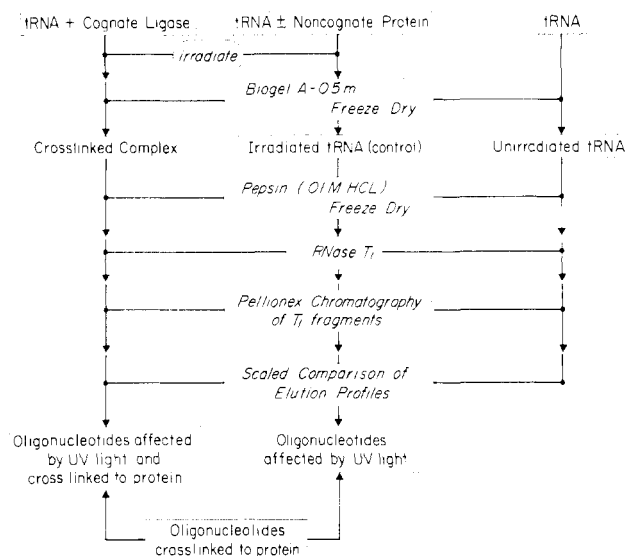 tRNA + Cognate Ligase tRNA ± Noncognate Protein tRNA
irradiate
Biogel A-0.5m
Freeze Dry
Crosslinked Complex Irradiated tRNA (control) Unirradiated tRNA
Pepsin (.01M HCL)
Freeze Dry
RNase T₁
Pellionex Chromatography
of T₁ fragments
Scaled Comparison of
Elution Profiles
Oligonucleotides affected
by UV light and
cross linked to protein
Oligonucleotides
affected by UV light
Oligonucleotides
crosslinked to protein